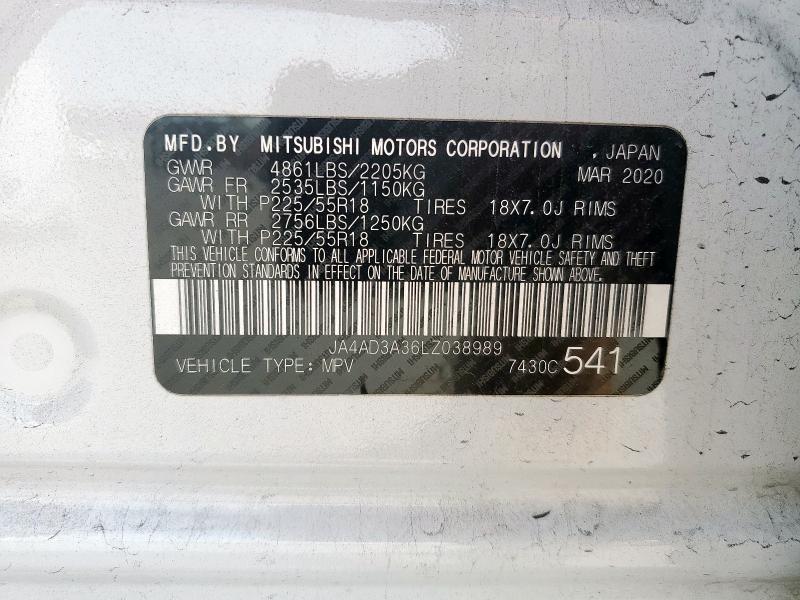 MFD.BY MITSUBISHI MOTORS CORPORATION , JAPAN
GVWR 4861LBS/2205KG MAR 2020
GAWR FR 2535LBS/1150KG
WITH P225/55R18 TIRES 18X7.0J RIMS
GAWR RR 2756LBS/1250KG
WITH P225/55R18 TIRES 18X7.0J RIMS
THIS VEHICLE CONFORMS TO ALL APPLICABLE FEDERAL MOTOR VEHICLE SAFETY AND THEFT
PREVENTION STANDARDS IN EFFECT ON THE DATE OF MANUFACTURE SHOWN ABOVE.
JA4AD3A36LZ038989
VEHICLE TYPE: MPV 7430C 541